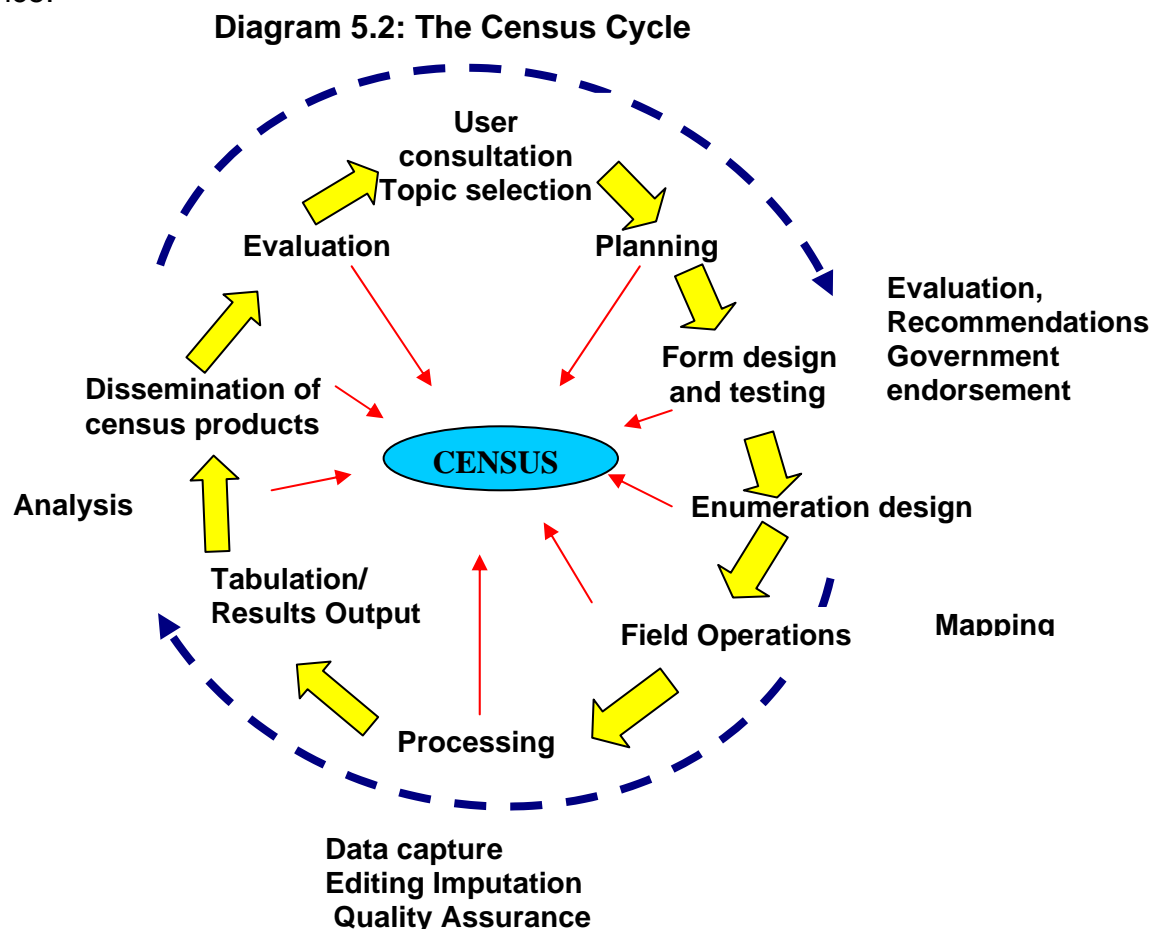 Diagram 5.2: The Census Cycle
User
consultation
Topic selection
Evaluation
Planning
Evaluation,
Recommendations
Government
endorsement
Form design
and testing
Dissemination of
census products
CENSUS
Analysis
Enumeration design
Tabulation/
Results Output
Field Operations
Mapping
Processing
Data capture
Editing Imputation
Quality Assurance